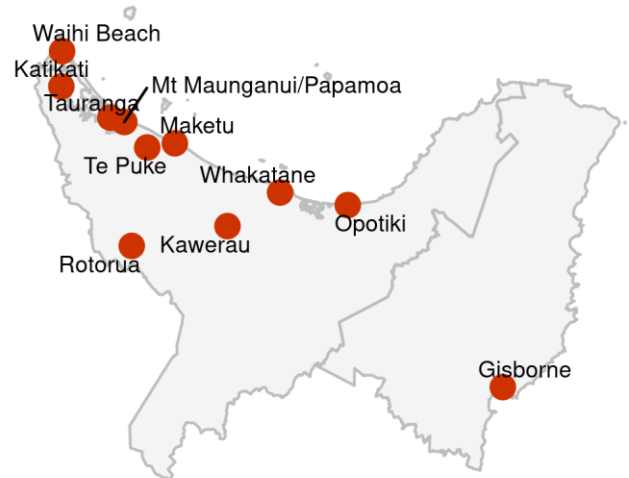 Waihi Beach
Katikati
Mt Maunganui/Papamoa
Tauranga
Maketu
Te Puke
Whakatane
Opotiki
Kawerau
Rotorua
Gisborne